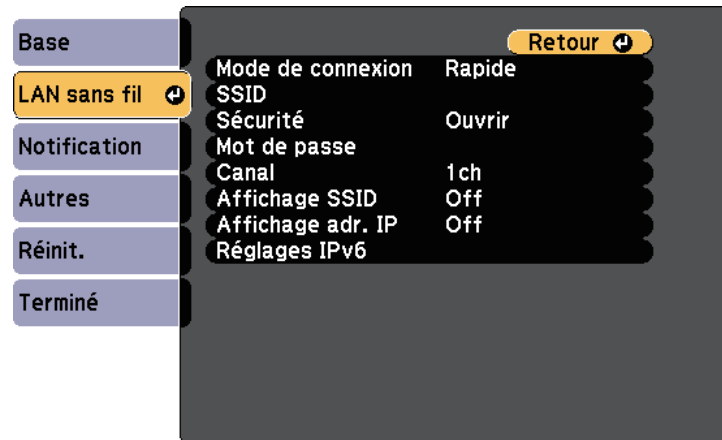 Base
LAN sans fil
Notification
Autres
Réinit.
Terminé
Retour
Mode de connexion Rapide
SSID
Sécurité Ouvrir
Mot de passe
Canal 1ch
Affichage SSID Off
Affichage adr. IP Off
Réglages IPv6